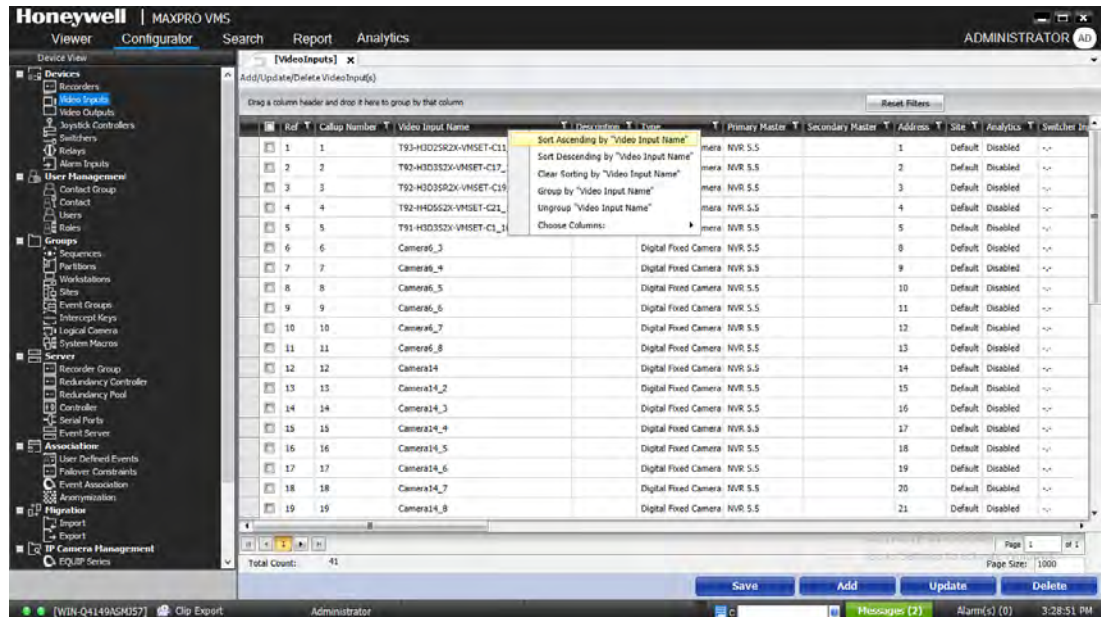 Honeywell | MAXPRO VMS
Viewer Configurator Search Report Analytics ADMINISTRATOR AD
Device View
Devices
Recorders
Video Inputs
Video Outputs
Joystick Controllers
Switchers
Relays
Alarm Inputs
User Management
Contact Group
Contact
Users
Roles
Groups
Sequences
Partitions
Workstations
Sites
Event Groups
Intercept Keys
Logical Camera
System Macros
Server
Recorder Group
Redundancy Controller
Redundancy Pool
Controller
Serial Ports
Event Server
Association
User Defined Events
Failover Constraints
Event Association
Anonymization
Migration
Import
Export
IP Camera Management
EQUIP Series
[VideoInputs] x
Add/Update/Delete VideoInput(s)
Drag a column header and drop it here to group by that column Reset Filters
Ref Callup Number Video Input Name Description Type Primary Master Secondary Master Address Site Analytics Switcher In
1 1 T93-H3D2SR2X-VMSET-C11_ mera NVR 5.5 1 Default Disabled -.-
2 2 T92-H3D3S2X-VMSET-C17_ mera NVR 5.5 2 Default Disabled -.-
3 3 T92-H3D3SR2X-VMSET-C19_ mera NVR 5.5 3 Default Disabled -.-
4 4 T92-H4D5S2X-VMSET-C21_ mera NVR 5.5 4 Default Disabled -.-
5 5 T91-H3D3S2X-VMSET-C1_1 mera NVR 5.5 5 Default Disabled -.-
6 6 Camera6_3 Digital Fixed Camera NVR 5.5 8 Default Disabled -.-
7 7 Camera6_4 Digital Fixed Camera NVR 5.5 9 Default Disabled -.-
8 8 Camera6_5 Digital Fixed Camera NVR 5.5 10 Default Disabled -.-
9 9 Camera6_6 Digital Fixed Camera NVR 5.5 11 Default Disabled -.-
10 10 Camera6_7 Digital Fixed Camera NVR 5.5 12 Default Disabled -.-
11 11 Camera6_8 Digital Fixed Camera NVR 5.5 13 Default Disabled -.-
12 12 Camera14 Digital Fixed Camera NVR 5.5 14 Default Disabled -.-
13 13 Camera14_2 Digital Fixed Camera NVR 5.5 15 Default Disabled -.-
14 14 Camera14_3 Digital Fixed Camera NVR 5.5 16 Default Disabled -.-
15 15 Camera14_4 Digital Fixed Camera NVR 5.5 17 Default Disabled -.-
16 16 Camera14_5 Digital Fixed Camera NVR 5.5 18 Default Disabled -.-
17 17 Camera14_6 Digital Fixed Camera NVR 5.5 19 Default Disabled -.-
18 18 Camera14_7 Digital Fixed Camera NVR 5.5 20 Default Disabled -.-
19 19 Camera14_8 Digital Fixed Camera NVR 5.5 21 Default Disabled -.-
Sort Ascending by "Video Input Name"
Sort Descending by "Video Input Name"
Clear Sorting by "Video Input Name"
Group by "Video Input Name"
Ungroup "Video Input Name"
Choose Columns:
1 Page 1 of 1
Total Count: 41 Page Size: 1000
Save Add Update Delete
[WIN-Q4149ASMJ57] Clip Export Administrator C Messages (2) Alarm(s) (0) 3:28:51 PM